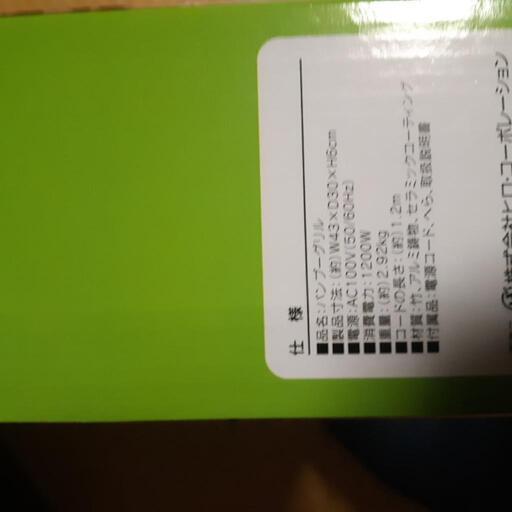 仕様
■品名:バンブーグリル
■製品寸法:(約)W43×D30×H6cm
■電源:AC100V(50/60Hz)
■消費電力:1200W
■重量:(約)2.92kg
■コードの長さ:(約)1.2m
■材質:竹、アルミ鋳物、セラミックコーティング
■付属品:電源コード、へら、取扱説明書
株式会社ヒロ・コーポレーション